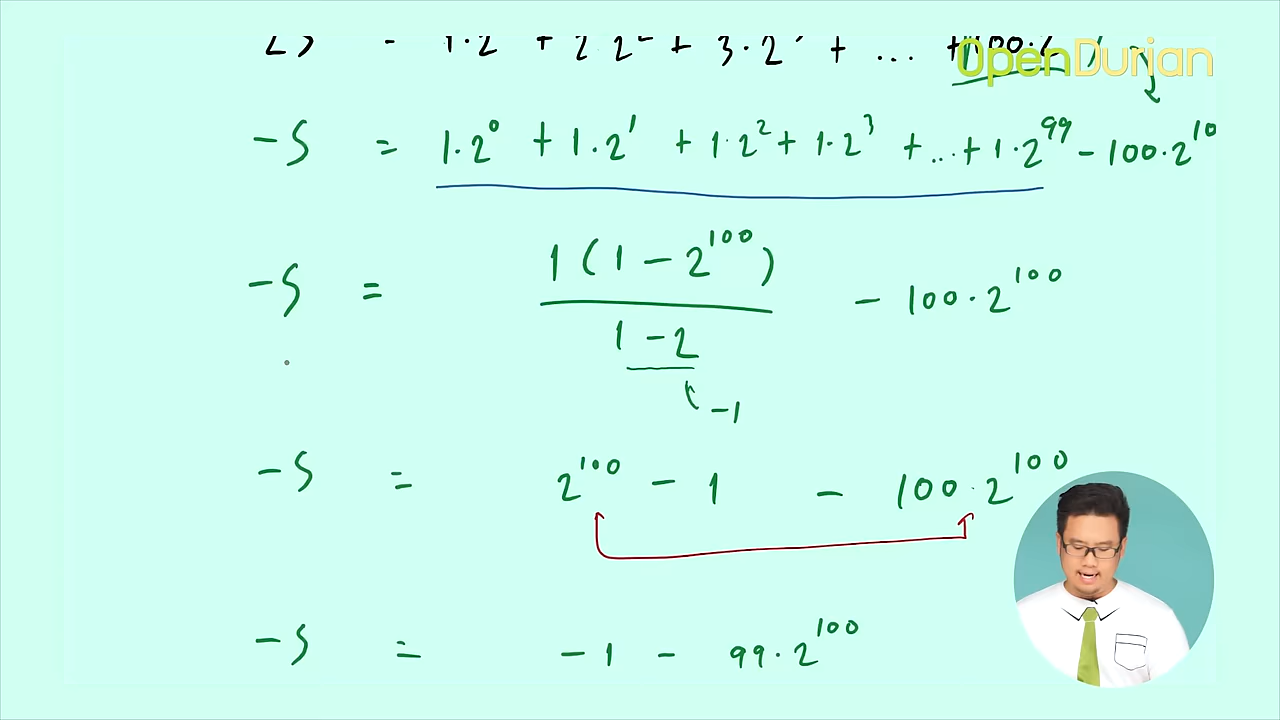 OpenDurian
-S = 1·2⁰ + 1·2¹ + 1·2² + 1·2³ + ... + 1·2⁹⁹ - 100·2¹⁰
-S = 1(1-2¹⁰⁰) / 1-2 - 100·2¹⁰⁰
-1
-S = 2¹⁰⁰ - 1 - 100·2¹⁰⁰
-S = -1 - 99·2¹⁰⁰